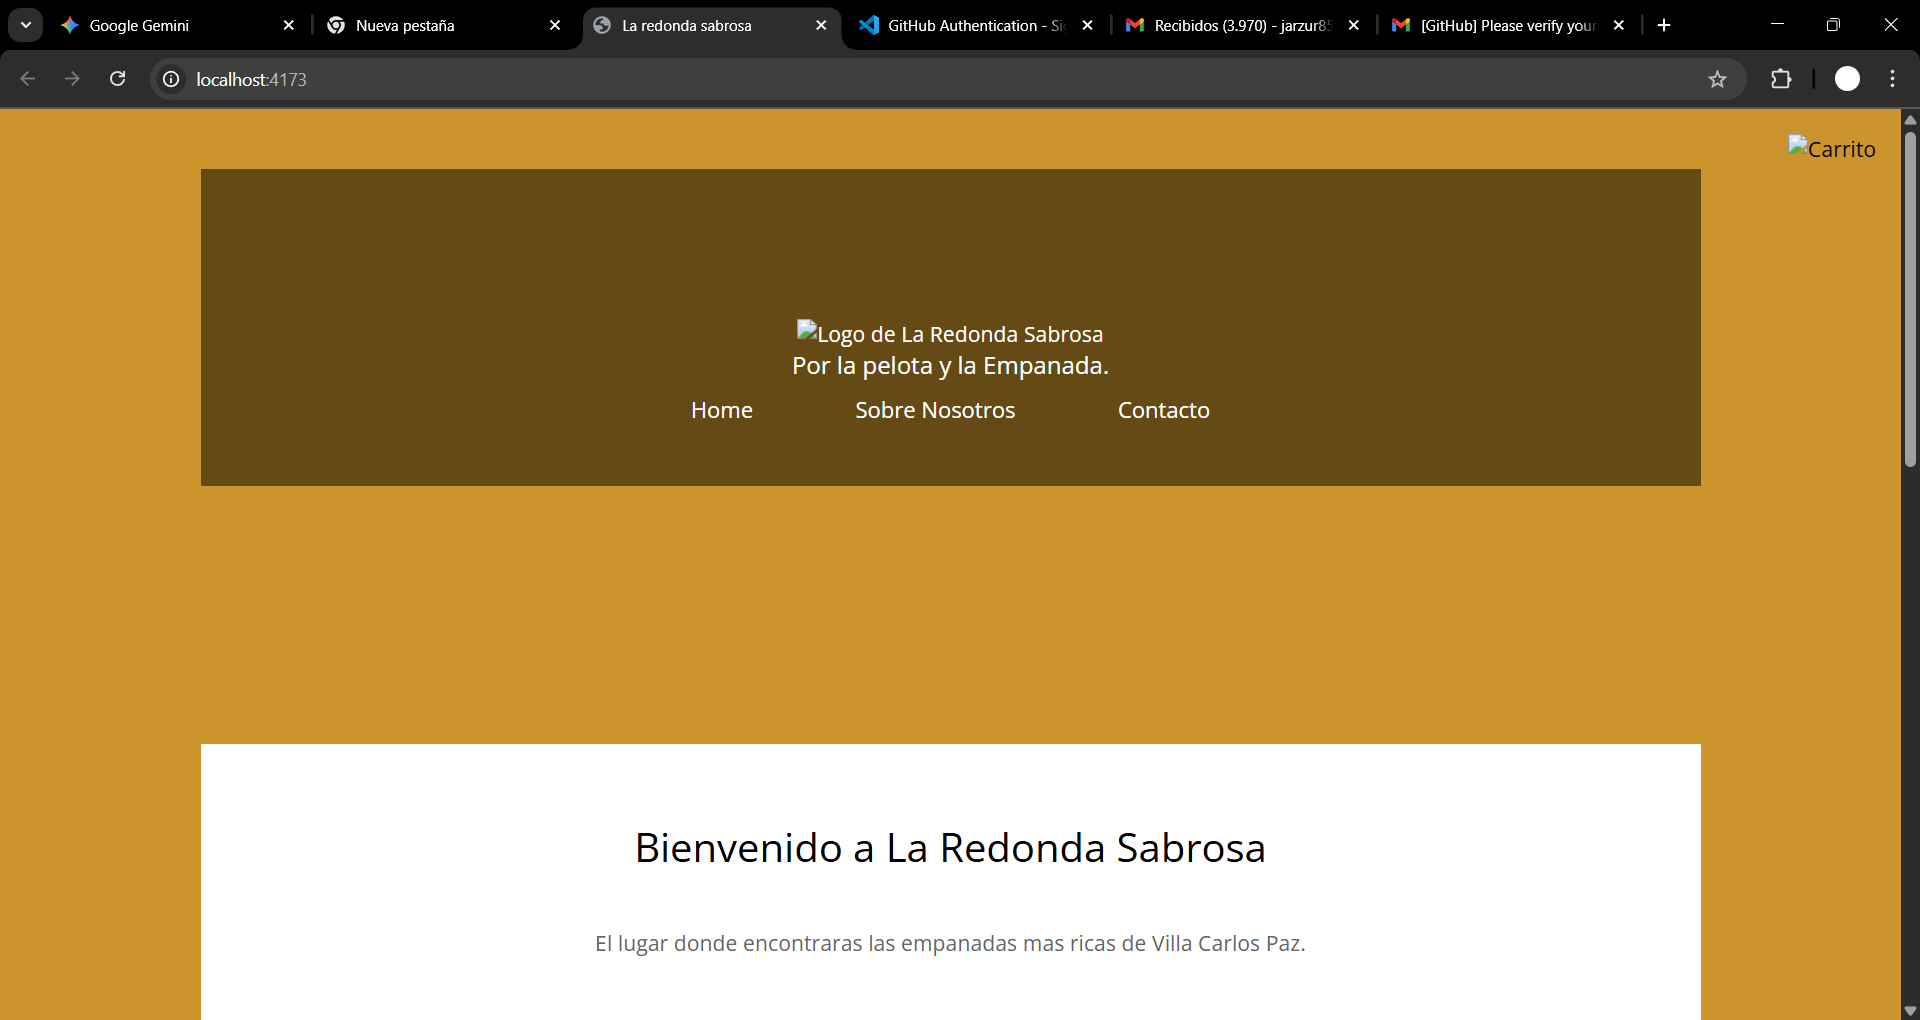 Google Gemini
Nueva pestaña
La redonda sabrosa
GitHub Authentication - Si
Recibidos (3.970) - jarzur85
[GitHub] Please verify your
localhost:4173
Carrito
Logo de La Redonda Sabrosa
Por la pelota y la Empanada.
Home Sobre Nosotros Contacto
Bienvenido a La Redonda Sabrosa
El lugar donde encontraras las empanadas mas ricas de Villa Carlos Paz.